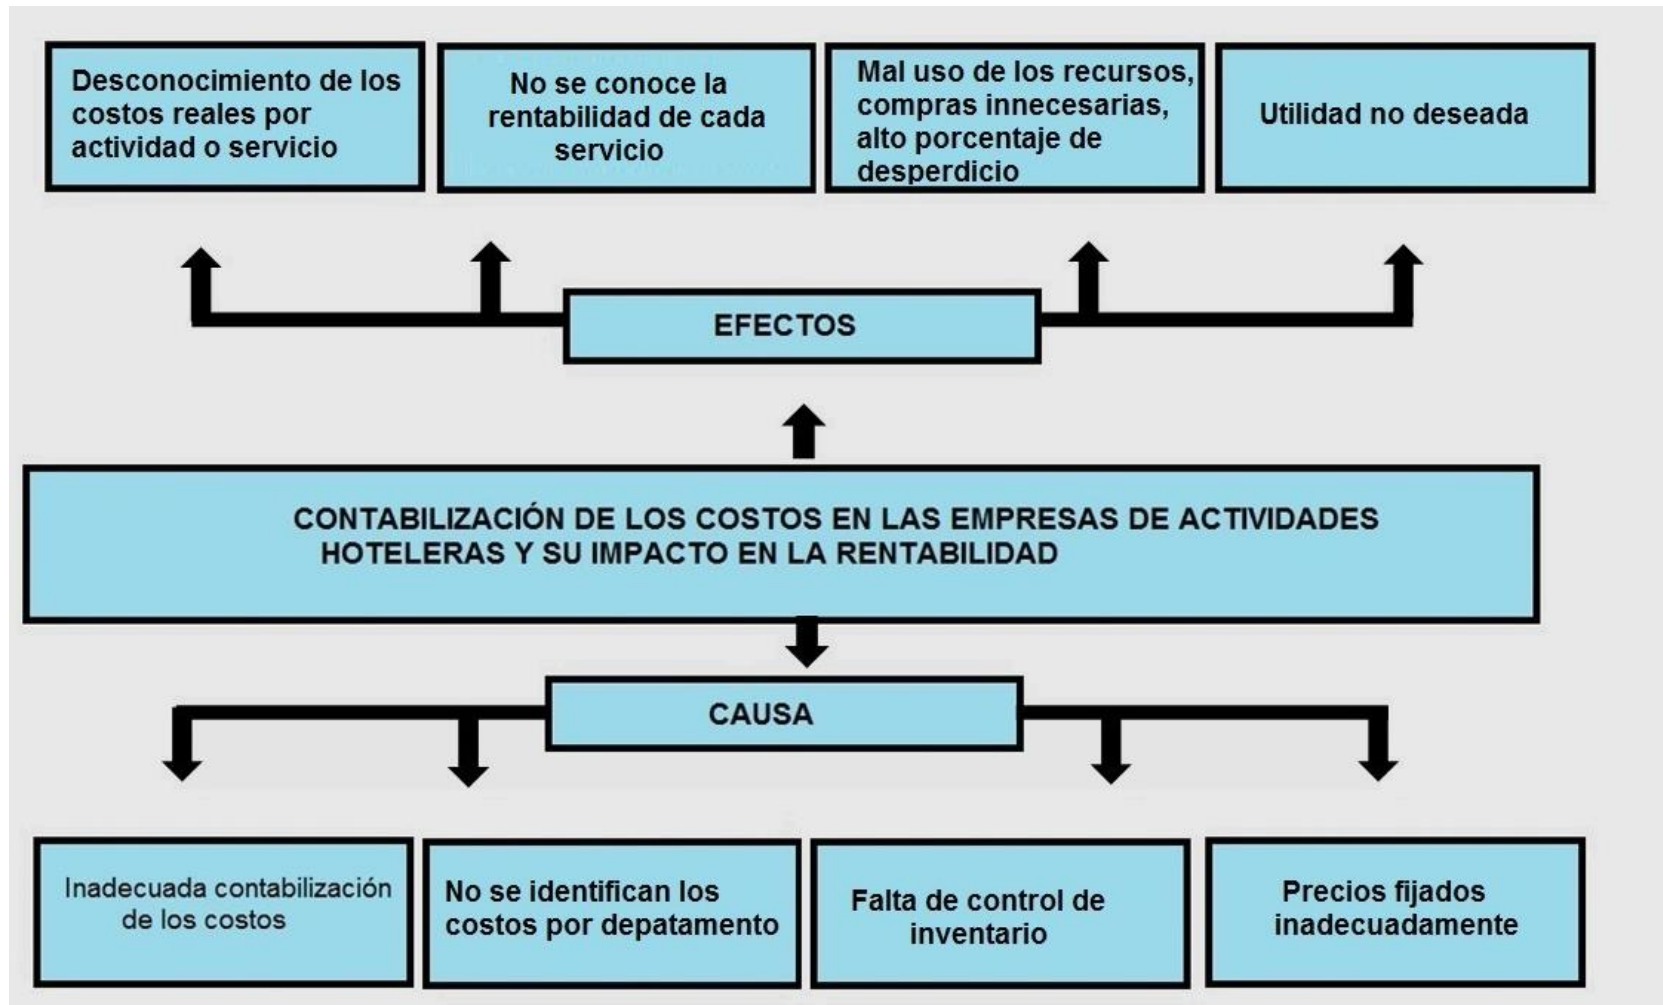 Desconocimiento de los
costos reales por
actividad o servicio
No se conoce la
rentabilidad de cada
servicio
Mal uso de los recursos,
compras innecesarias,
alto porcentaje de
desperdicio
Utilidad no deseada
EFECTOS
CONTABILIZACIÓN DE LOS COSTOS EN LAS EMPRESAS DE ACTIVIDADES
HOTELERAS Y SU IMPACTO EN LA RENTABILIDAD
CAUSA
Inadecuada contabilización
de los costos
No se identifican los
costos por depatamento
Falta de control de
inventario
Precios fijados
inadecuadamente